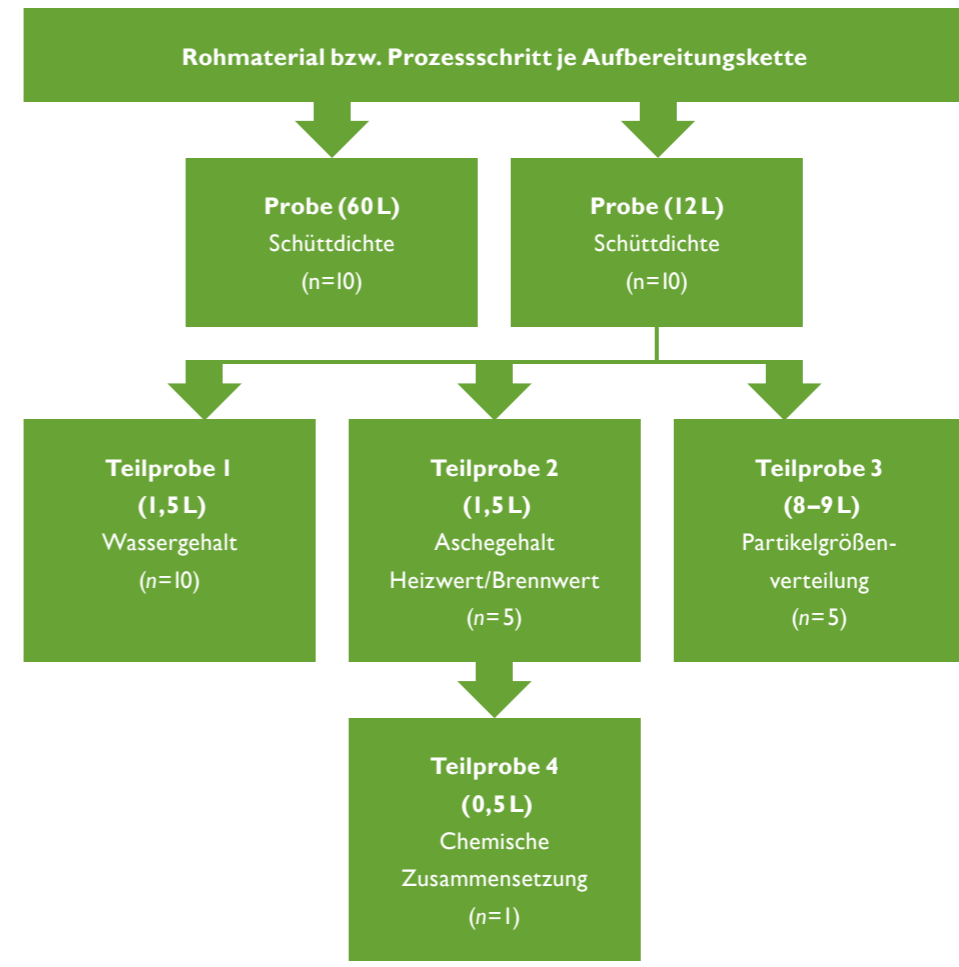 Rohmaterial bzw. Prozessschritt je Aufbereitungskette
Probe (60 L)
Schüttdichte
(n=10)
Probe (12 L)
Schüttdichte
(n=10)
Teilprobe 1
(1,5 L)
Wassergehalt
(n=10)
Teilprobe 2
(1,5 L)
Aschegehalt
Heizwert/Brennwert
(n=5)
Teilprobe 3
(8–9 L)
Partikelgrößen-
verteilung
(n=5)
Teilprobe 4
(0,5 L)
Chemische
Zusammensetzung
(n=1)